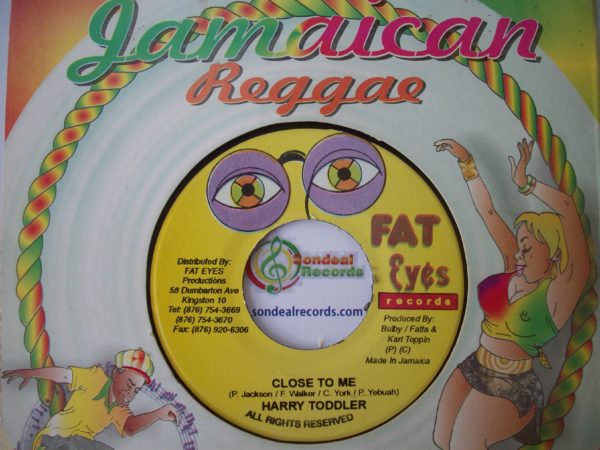 Jamaican
Reggae
FAT
Eye$
records
Distributed By:
FAT EYES
Productions
58 Dumbarton Ave
Kingston 10
Tel: (876) 754-3669
(876) 754-3670
Fax: (876) 920-6306
Sondeal
Records
sondealrecords.com
Produced By:
Bulby / Fatta &
Karl Toppin
(P) (C)
Made In Jamaica
CLOSE TO ME
(P. Jackson / F. Walker / C. York / P. Yebuah)
HARRY TODDLER
ALL RIGHTS RESERVED